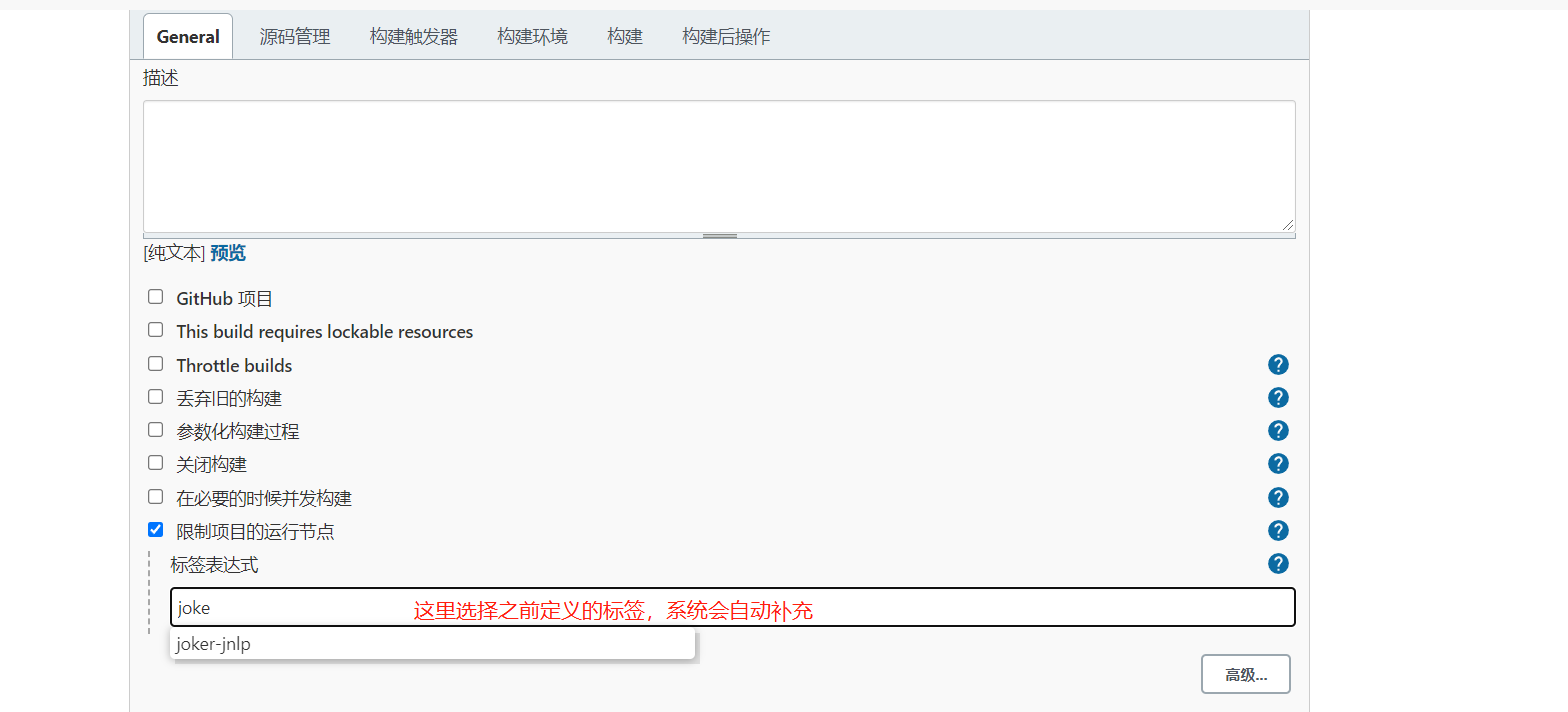 General 源码管理 构建触发器 构建环境 构建 构建后操作
描述
[纯文本] 预览
GitHub 项目
This build requires lockable resources
Throttle builds
丢弃旧的构建
参数化构建过程
关闭构建
在必要的时候并发构建
限制项目的运行节点
标签表达式
joke 这里选择之前定义的标签，系统会自动补充
joker-jnlp
高级...